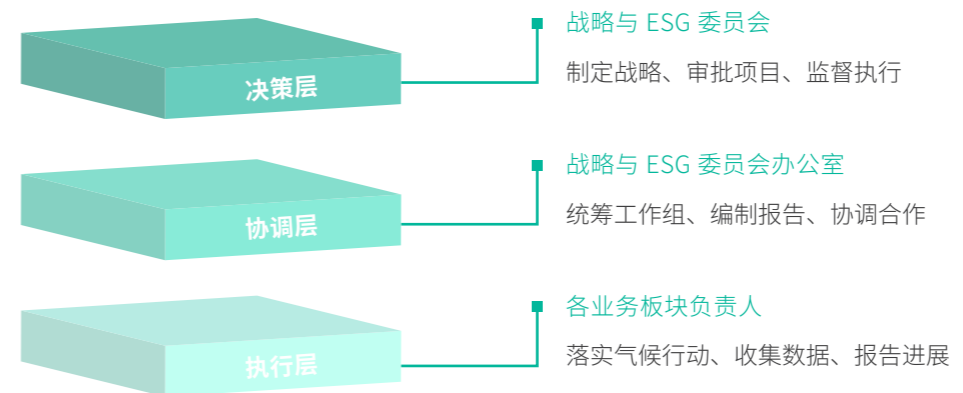 决策层
战略与 ESG 委员会
制定战略、审批项目、监督执行
协调层
战略与 ESG 委员会办公室
统筹工作组、编制报告、协调合作
执行层
各业务板块负责人
落实气候行动、收集数据、报告进展